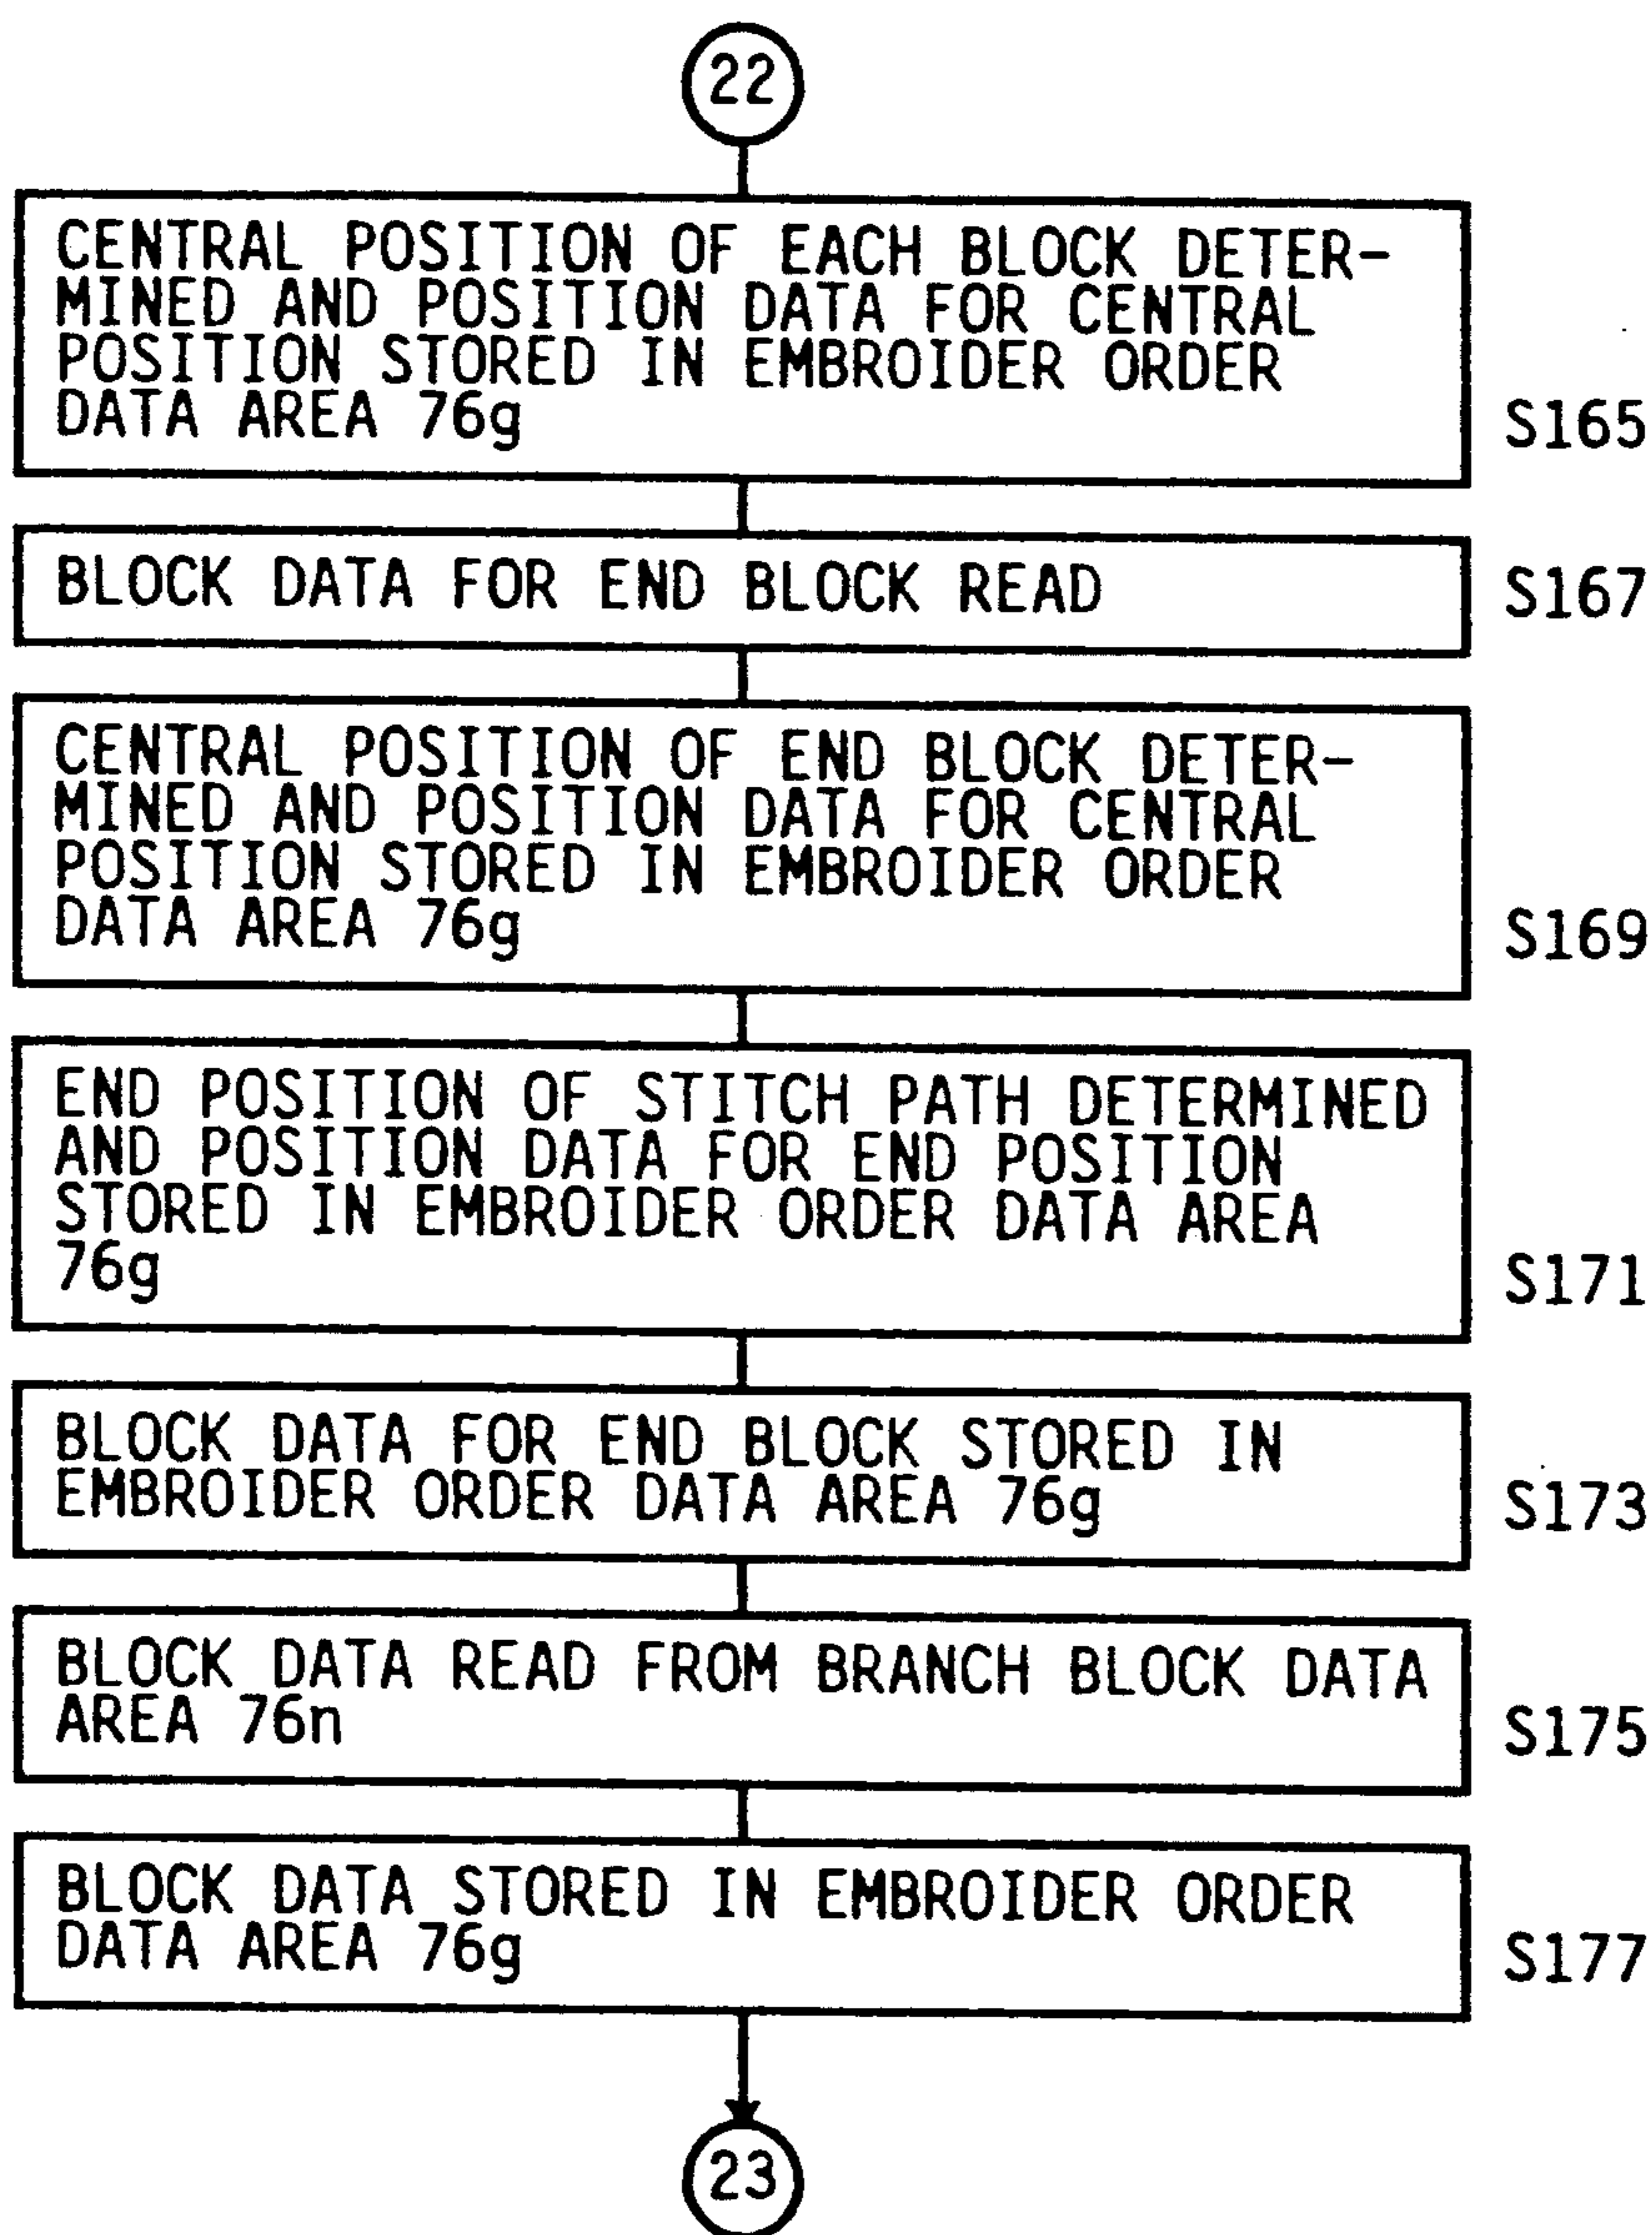 22
CENTRAL POSITION OF EACH BLOCK DETER-
MINED AND POSITION DATA FOR CENTRAL
POSITION STORED IN EMBROIDER ORDER
DATA AREA 76g
S165
BLOCK DATA FOR END BLOCK READ
S167
CENTRAL POSITION OF END BLOCK DETER-
MINED AND POSITION DATA FOR CENTRAL
POSITION STORED IN EMBROIDER ORDER
DATA AREA 76g
S169
END POSITION OF STITCH PATH DETERMINED
AND POSITION DATA FOR END POSITION
STORED IN EMBROIDER ORDER DATA AREA
76g
S171
BLOCK DATA FOR END BLOCK STORED IN
EMBROIDER ORDER DATA AREA 76g
S173
BLOCK DATA READ FROM BRANCH BLOCK DATA
AREA 76n
S175
BLOCK DATA STORED IN EMBROIDER ORDER
DATA AREA 76g
S177
23